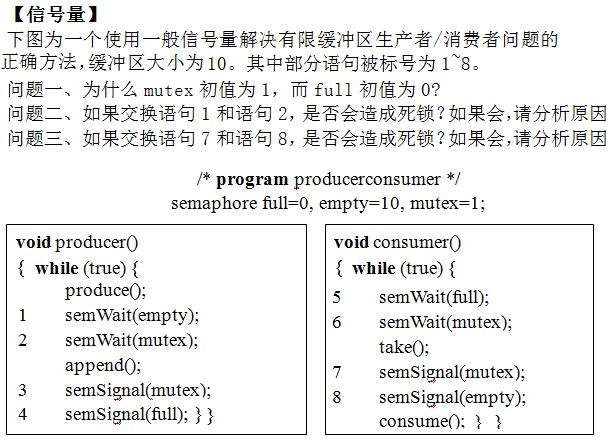 【信号量】
下图为一个使用一般信号量解决有限缓冲区生产者/消费者问题的
正确方法,缓冲区大小为10。其中部分语句被标号为1~8。
问题一、为什么mutex初值为1，而full初值为0?
问题二、如果交换语句1和语句2，是否会造成死锁?如果会,请分析原因
问题三、如果交换语句7和语句8，是否会造成死锁?如果会,请分析原因
/* program producerconsumer */
semaphore full=0, empty=10, mutex=1;
void producer()
{ while (true) {
produce();
1 semWait(empty);
2 semWait(mutex);
append();
3 semSignal(mutex);
4 semSignal(full); } }
void consumer()
{ while (true) {
5 semWait(full);
6 semWait(mutex);
take();
7 semSignal(mutex);
8 semSignal(empty);
consume(); } }